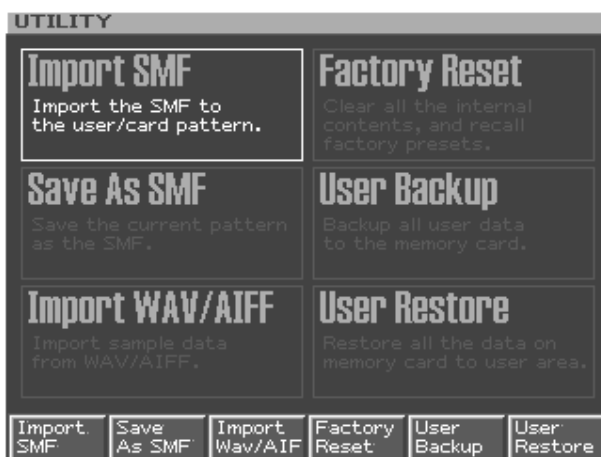 UTILITY
Import SMF
Import the SMF to
the user/card pattern.
Factory Reset
Clear all the internal
contents, and recall
factory presets.
Save As SMF
Save the current pattern
as the SMF.
User Backup
Backup all user data
to the memory card.
Import WAV/AIFF
Import sample data
from WAV/AIFF.
User Restore
Restore all the data on
memory card to user area.
Import
SMF
Save
As SMF
Import
Wav/AIF
Factory
Reset
User
Backup
User
Restore